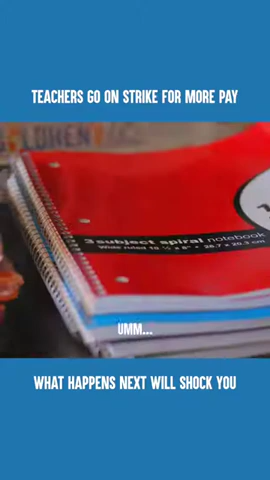 TEACHERS GO ON STRIKE FOR MORE PAY
3 subject spiral notebook
UMM...
WHAT HAPPENS NEXT WILL SHOCK YOU